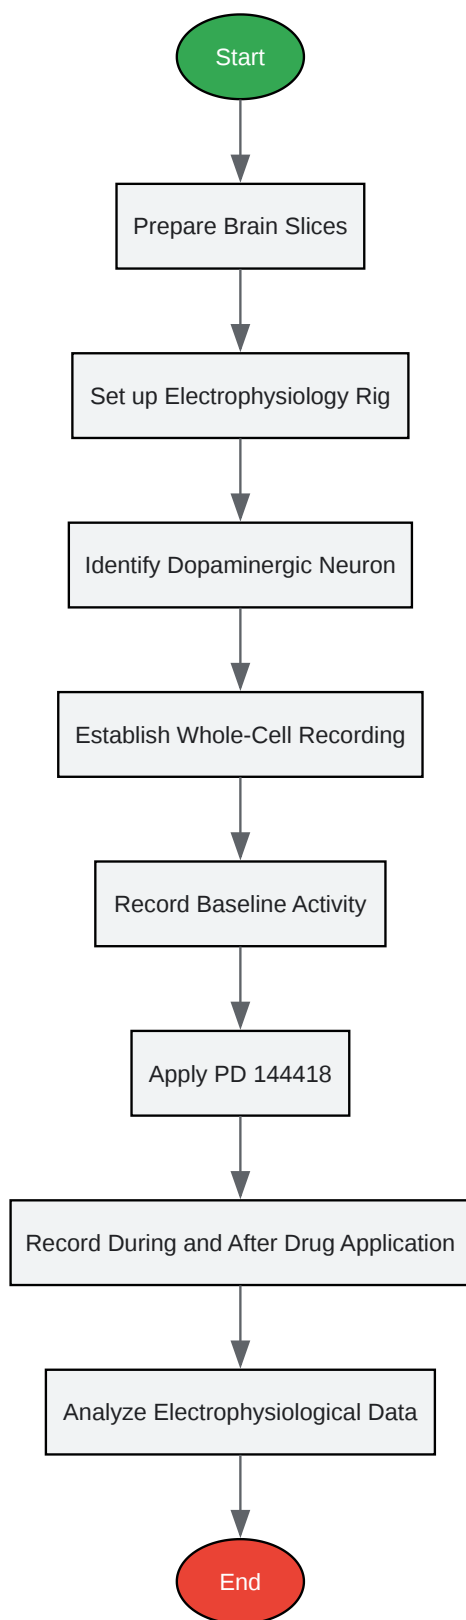 Start
Prepare Brain Slices
Set up Electrophysiology Rig
Identify Dopaminergic Neuron
Establish Whole-Cell Recording
Record Baseline Activity
Apply PD 144418
Record During and After Drug Application
Analyze Electrophysiological Data
End